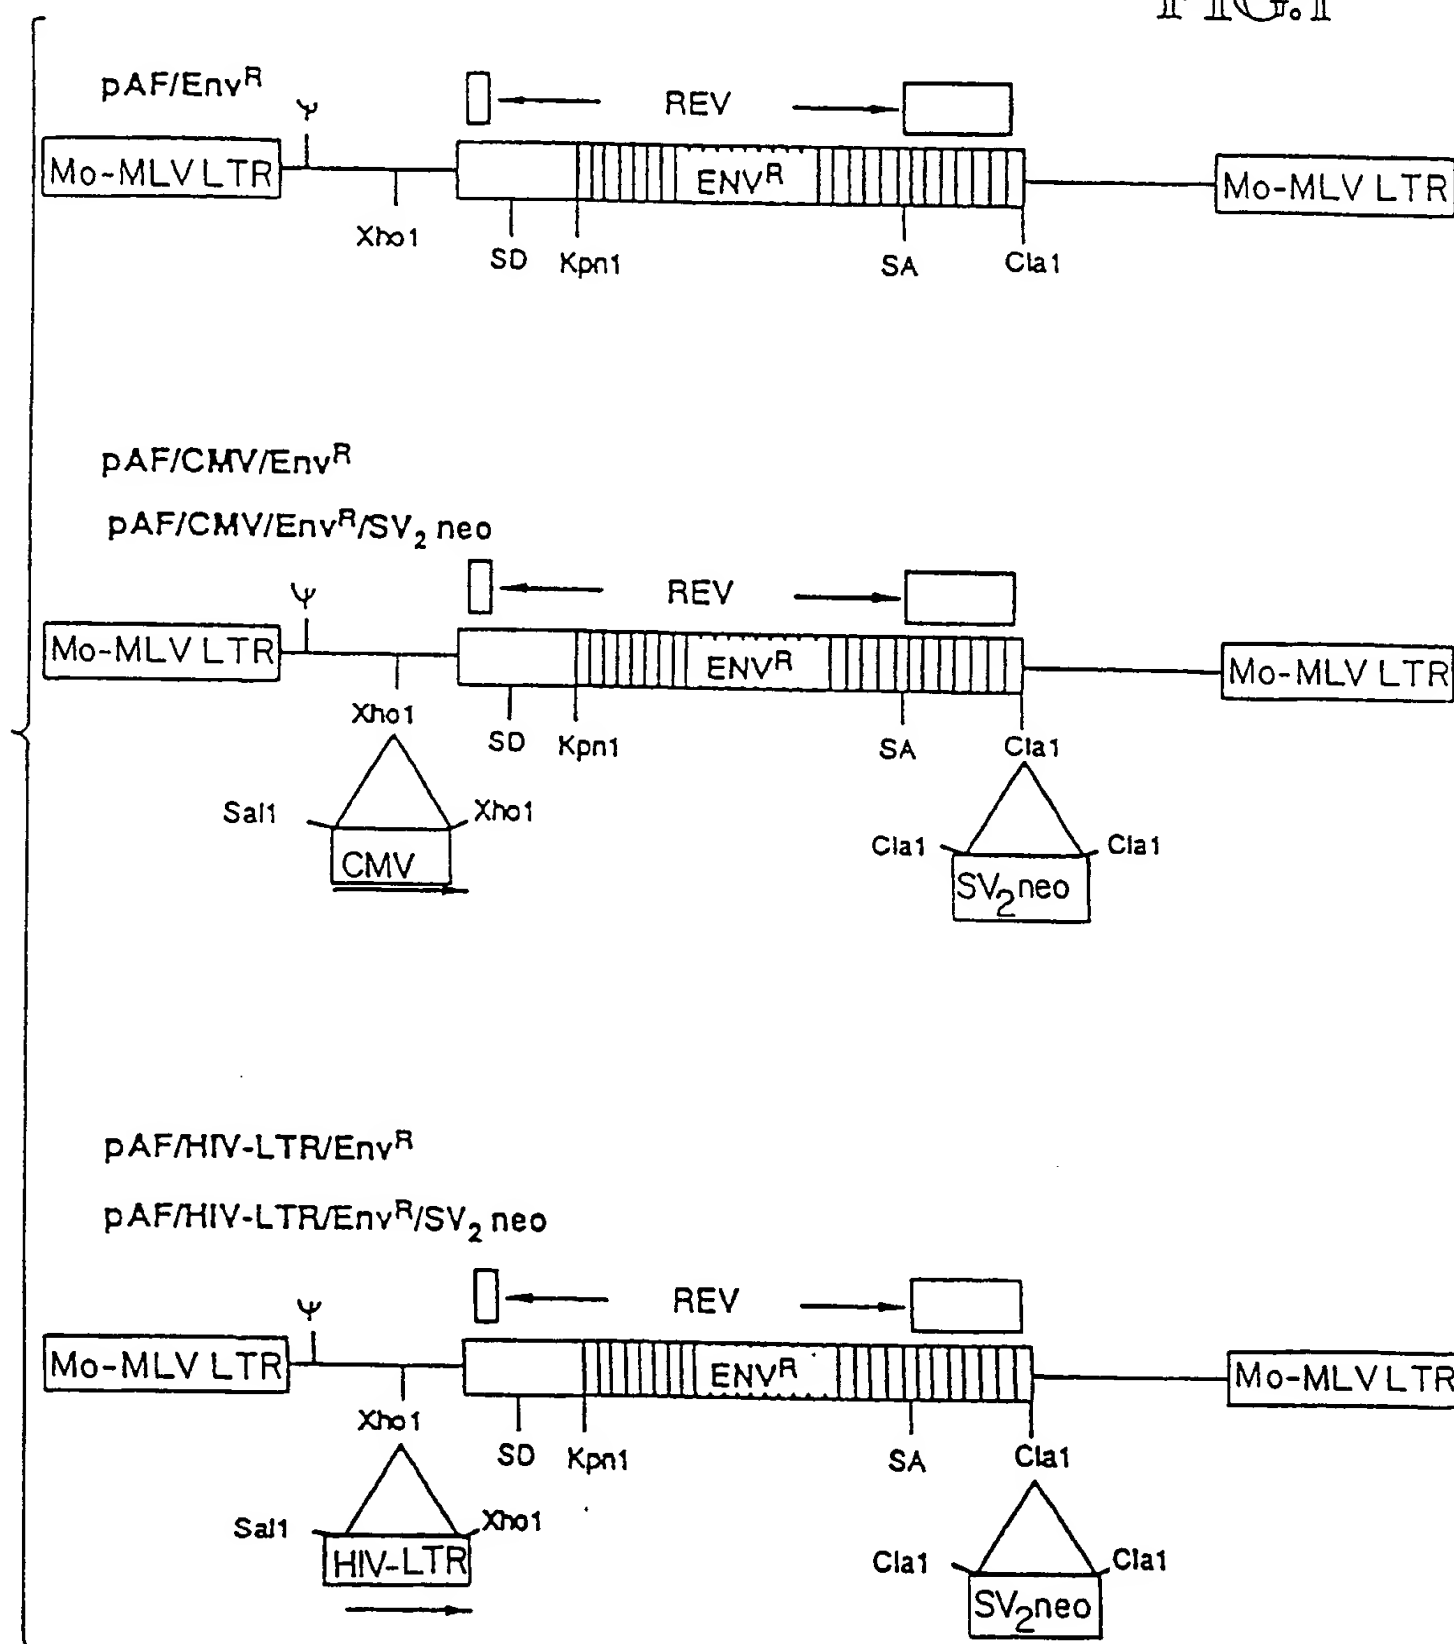 FIG.1
pAF/Env^R
Ψ
REV
Mo-MLV LTR
ENV^R
Mo-MLV LTR
Xho1
SD
Kpn1
SA
Cla1
pAF/CMV/Env^R
pAF/CMV/Env^R/SV₂ neo
Ψ
REV
Mo-MLV LTR
ENV^R
Mo-MLV LTR
Xho1
SD
Kpn1
SA
Cla1
Sal1
Xho1
CMV
Cla1
Cla1
SV₂neo
pAF/HIV-LTR/Env^R
pAF/HIV-LTR/Env^R/SV₂ neo
Ψ
REV
Mo-MLV LTR
ENV^R
Mo-MLV LTR
Xho1
SD
Kpn1
SA
Cla1
Sal1
Xho1
HIV-LTR
Cla1
Cla1
SV₂neo